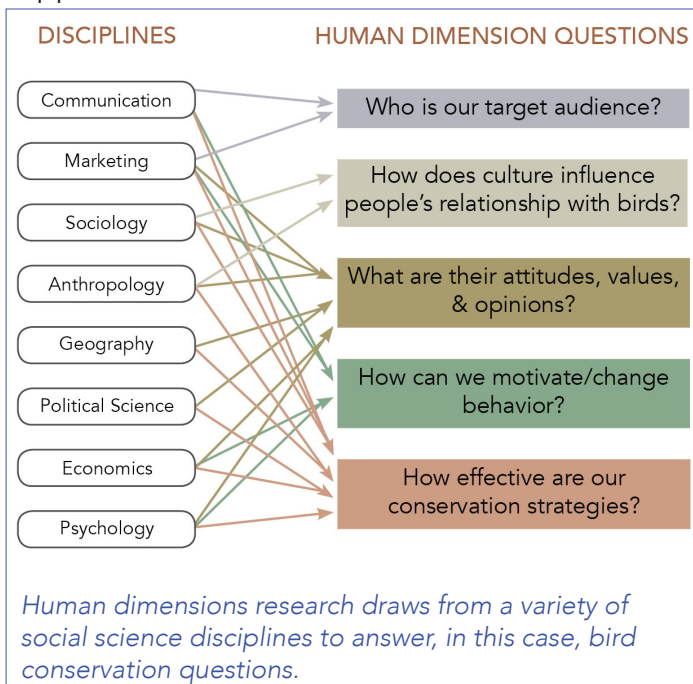 DISCIPLINES
HUMAN DIMENSION QUESTIONS
Communication
Marketing
Sociology
Anthropology
Geography
Political Science
Economics
Psychology
Who is our target audience?
How does culture influence
people’s relationship with birds?
What are their attitudes, values,
& opinions?
How can we motivate/change
behavior?
How effective are our
conservation strategies?
Human dimensions research draws from a variety of
social science disciplines to answer, in this case, bird
conservation questions.